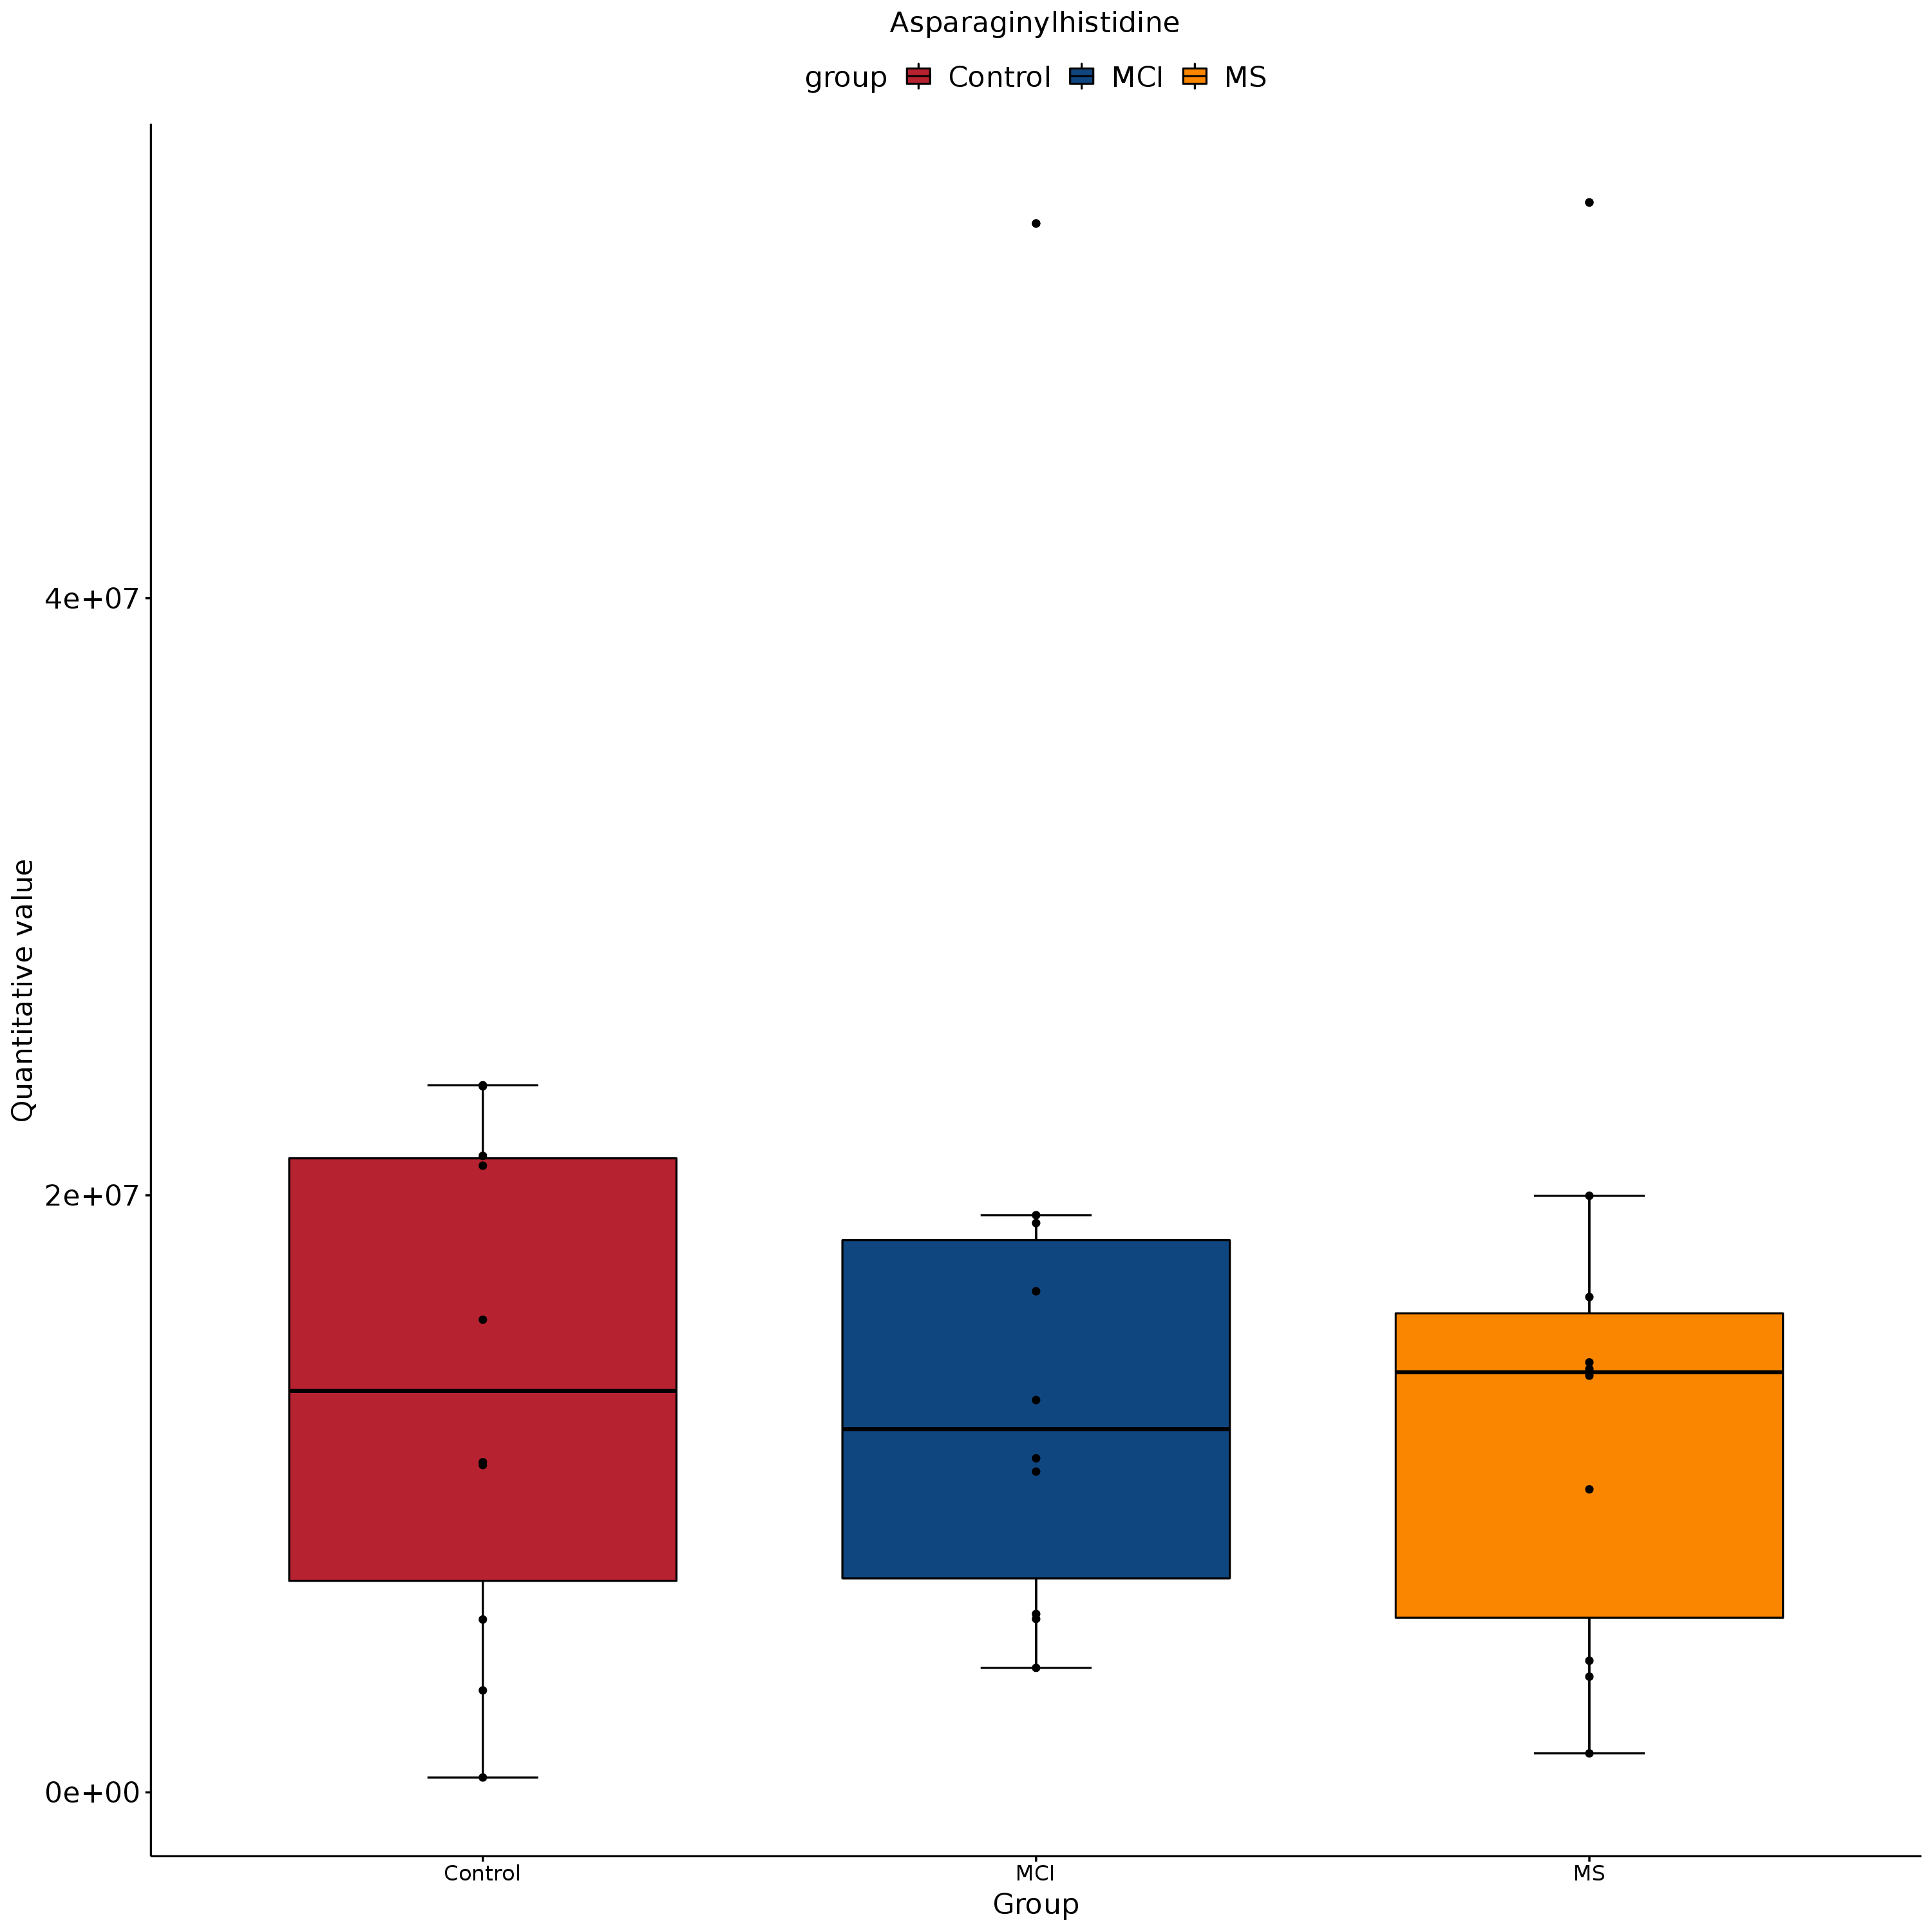 Asparaginylhistidine
group Control MCI MS
Quantitative value
4e+07
2e+07
0e+00
Control MCI MS
Group